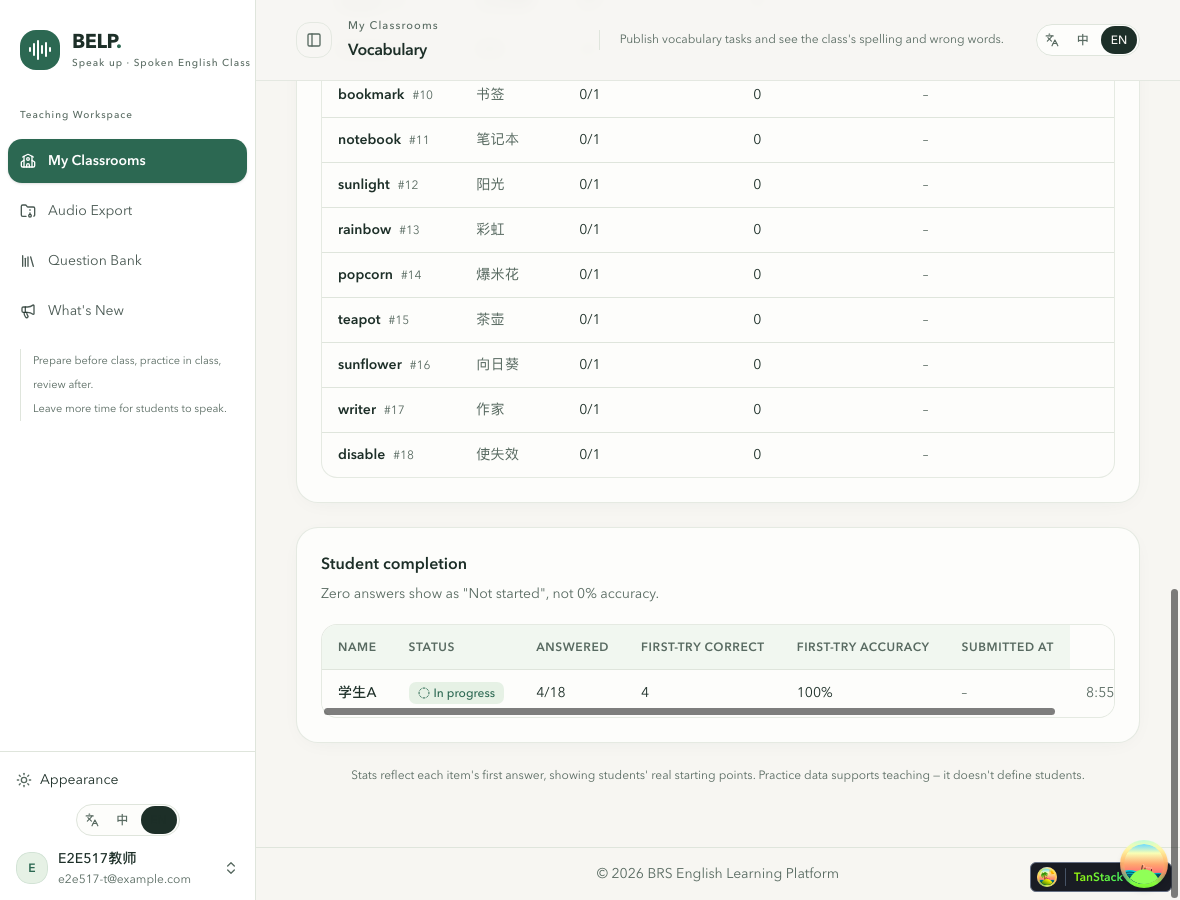 BELP.
Speak up · Spoken English Class
Teaching Workspace
My Classrooms
Audio Export
Question Bank
What's New
Prepare before class, practice in class,
review after.
Leave more time for students to speak.
Appearance
中
E
E2E517教师
e2e517-t@example.com
My Classrooms
Vocabulary
Publish vocabulary tasks and see the class's spelling and wrong words.
中 EN
bookmark #10 书签 0/1 0 –
notebook #11 笔记本 0/1 0 –
sunlight #12 阳光 0/1 0 –
rainbow #13 彩虹 0/1 0 –
popcorn #14 爆米花 0/1 0 –
teapot #15 茶壶 0/1 0 –
sunflower #16 向日葵 0/1 0 –
writer #17 作家 0/1 0 –
disable #18 使失效 0/1 0 –
Student completion
Zero answers show as "Not started", not 0% accuracy.
NAME STATUS ANSWERED FIRST-TRY CORRECT FIRST-TRY ACCURACY SUBMITTED AT
学生A In progress 4/18 4 100% – 8:55
Stats reflect each item's first answer, showing students' real starting points. Practice data supports teaching — it doesn't define students.
© 2026 BRS English Learning Platform
TanStack